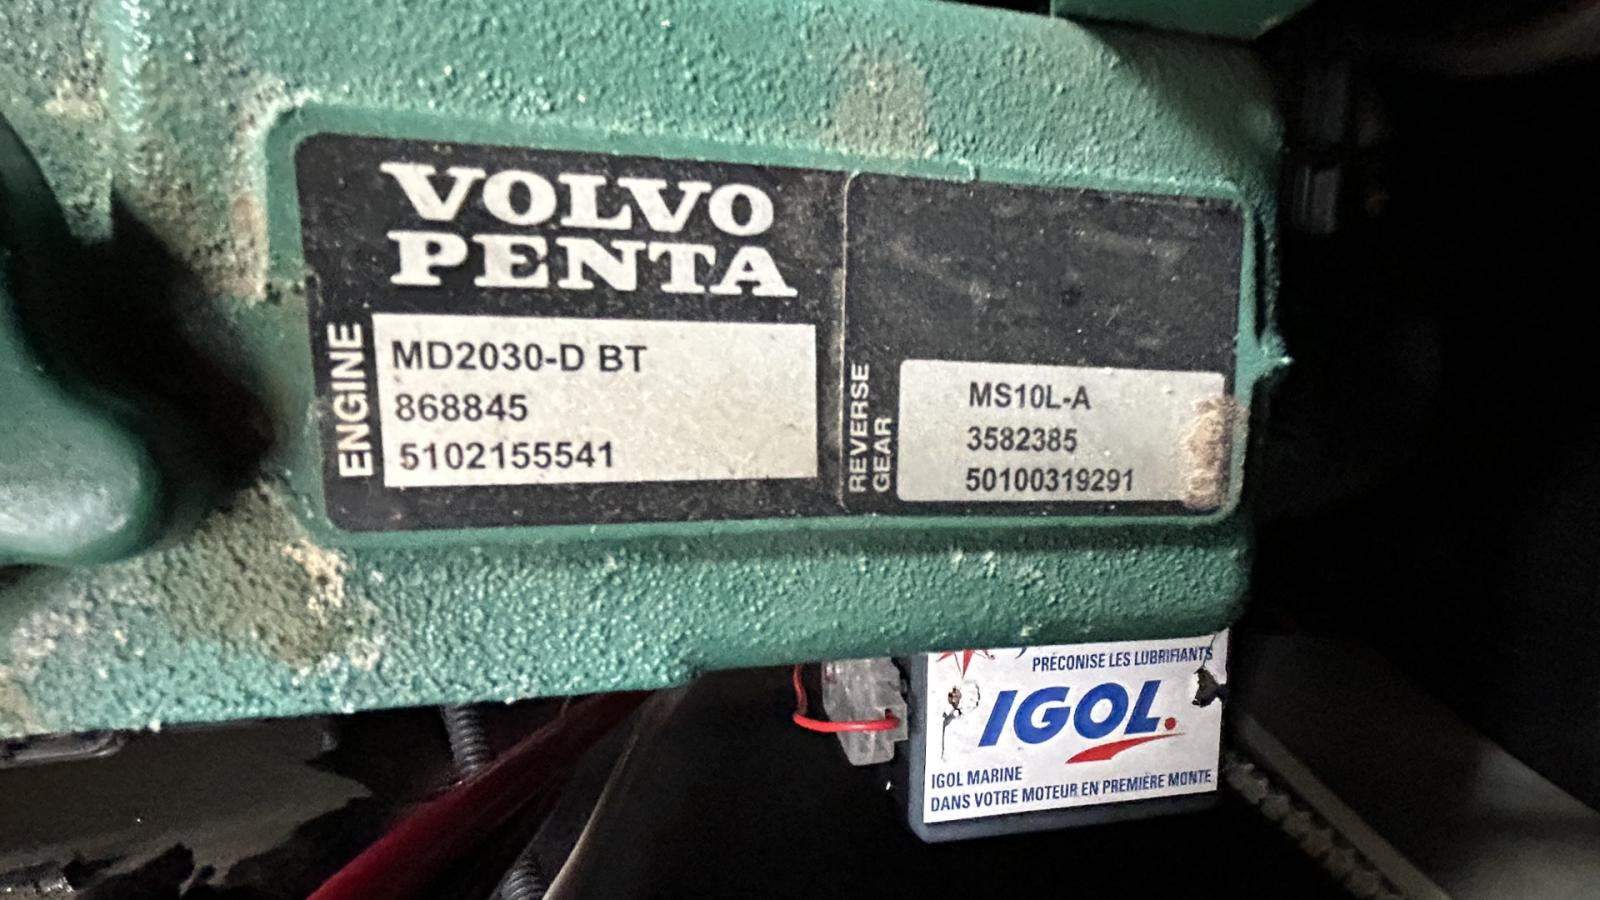 VOLVO
PENTA
ENGINE
MD2030-D BT
868845
5102155541
REVERSE
GEAR
MS10L-A
3582385
50100319291
PRÉCONISE LES LUBRIFIANTS
IGOL.
IGOL MARINE
DANS VOTRE MOTEUR EN PREMIÈRE MONTE